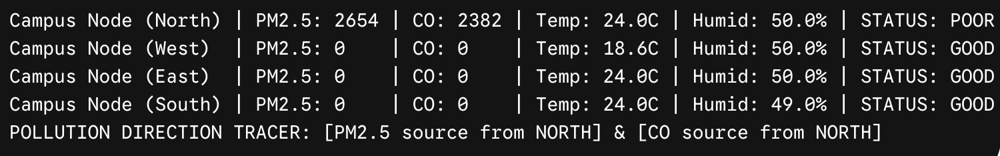 Campus Node (North) | PM2.5: 2654 | CO: 2382 | Temp: 24.0C | Humid: 50.0% | STATUS: POOR
Campus Node (West)  | PM2.5: 0    | CO: 0    | Temp: 18.6C | Humid: 50.0% | STATUS: GOOD
Campus Node (East)  | PM2.5: 0    | CO: 0    | Temp: 24.0C | Humid: 50.0% | STATUS: GOOD
Campus Node (South) | PM2.5: 0    | CO: 0    | Temp: 24.0C | Humid: 49.0% | STATUS: GOOD
POLLUTION DIRECTION TRACER: [PM2.5 source from NORTH] & [CO source from NORTH]